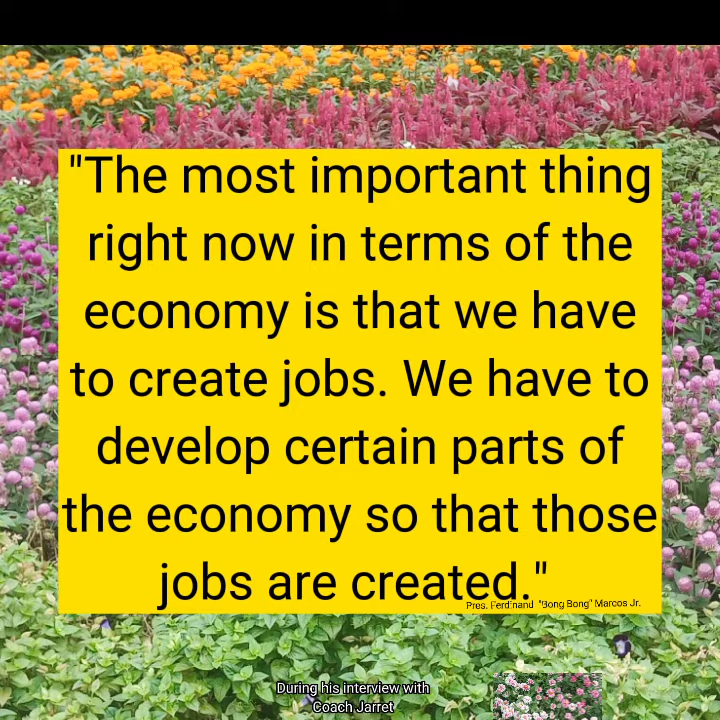 "The most important thing
right now in terms of the
economy is that we have
to create jobs. We have to
develop certain parts of
the economy so that those
jobs are created."
Pres. Ferdinand "Bong Bong" Marcos Jr.
During his interview with
Coach Jarret